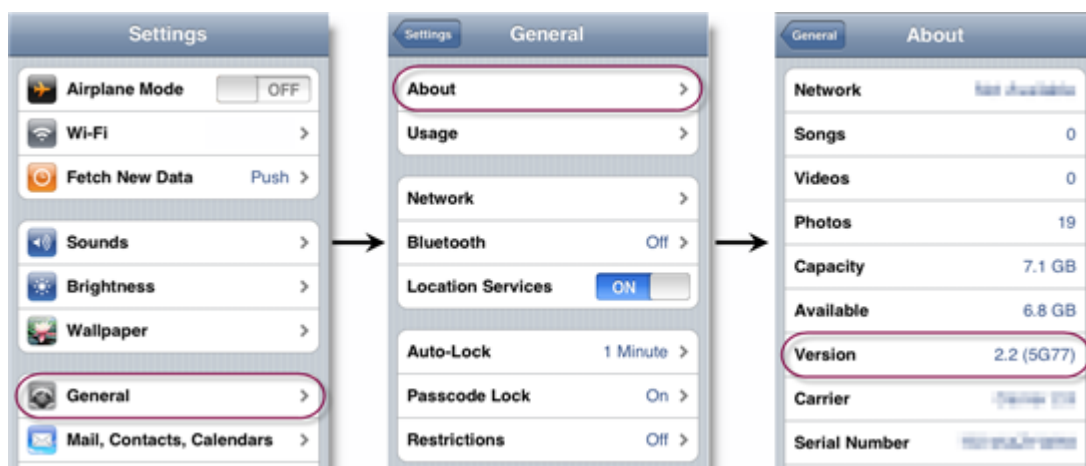 Settings
Airplane Mode OFF
Wi-Fi
Fetch New Data Push
Sounds
Brightness
Wallpaper
General
Mail, Contacts, Calendars
Settings General
About
Usage
Network
Bluetooth Off
Location Services ON
Auto-Lock 1 Minute
Passcode Lock On
Restrictions Off
General About
Network
Songs 0
Videos 0
Photos 19
Capacity 7.1 GB
Available 6.8 GB
Version 2.2 (5G77)
Carrier
Serial Number